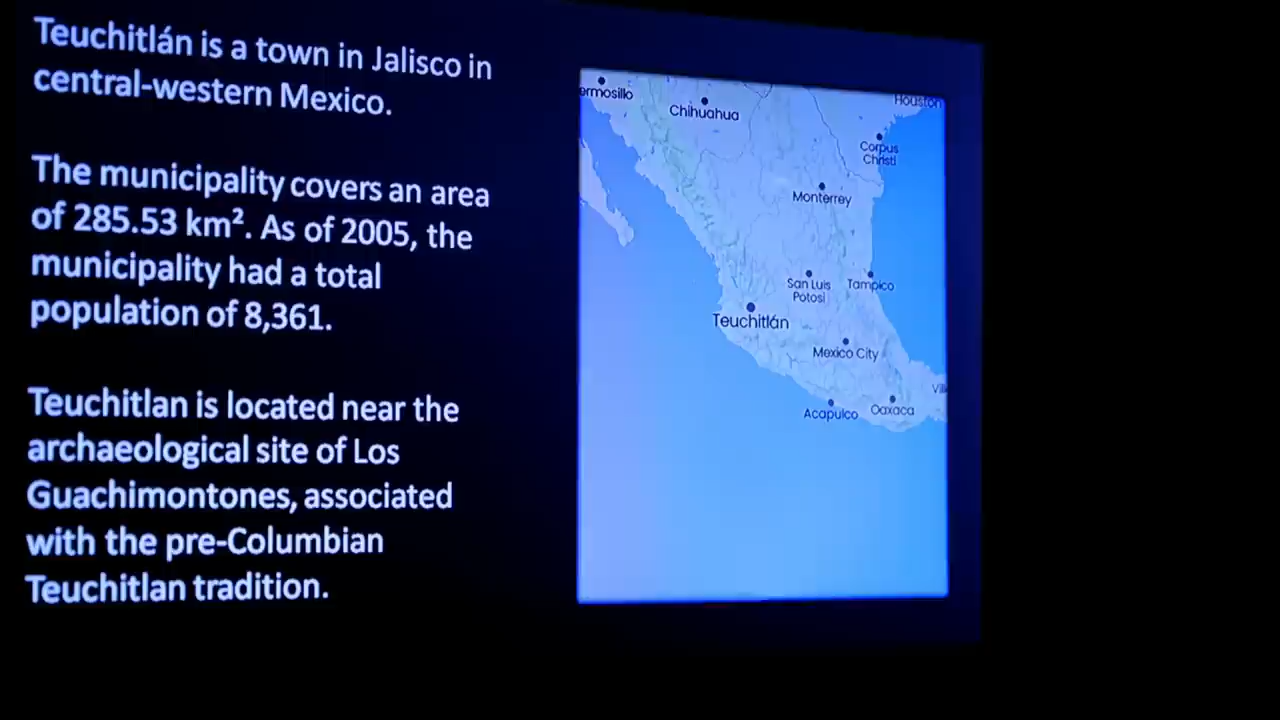 Teuchitlán is a town in Jalisco in
central-western Mexico.
The municipality covers an area
of 285.53 km². As of 2005, the
municipality had a total
population of 8,361.
Teuchitlan is located near the
archaeological site of Los
Guachimontones, associated
with the pre-Columbian
Teuchitlan tradition.
ermosillo
Chihuahua
Houston
Corpus
Christi
Monterrey
San Luis
Potosí
Tampico
Teuchitlán
Mexico City
Vill
Acapulco
Oaxaca